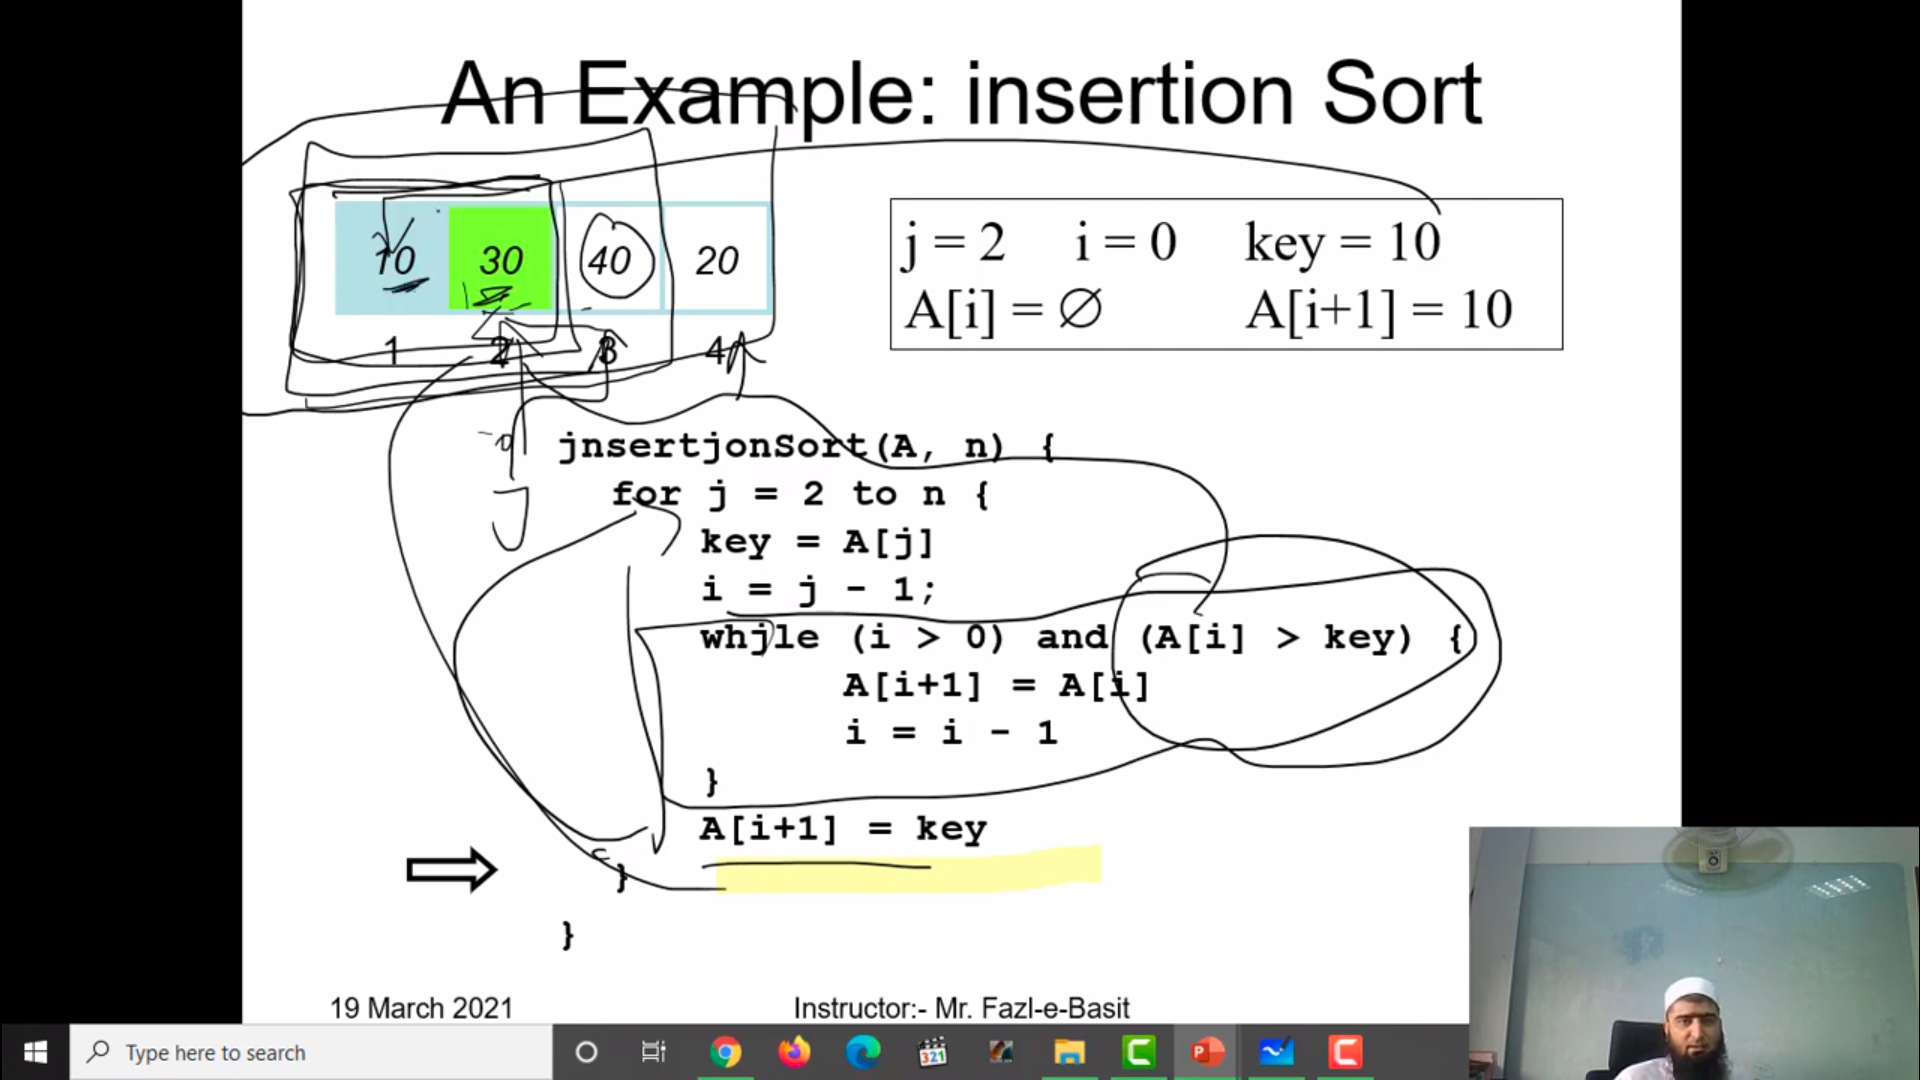 An Example: insertion Sort
10 30 40 20
1 2 3 4
j = 2 i = 0 key = 10
A[i] = ∅ A[i+1] = 10
jnsertjonSort(A, n) {
for j = 2 to n {
key = A[j]
i = j - 1;
whjle (i > 0) and (A[i] > key) {
A[i+1] = A[i]
i = i - 1
}
A[i+1] = key
}
}
19 March 2021 Instructor:- Mr. Fazl-e-Basit
Type here to search
321